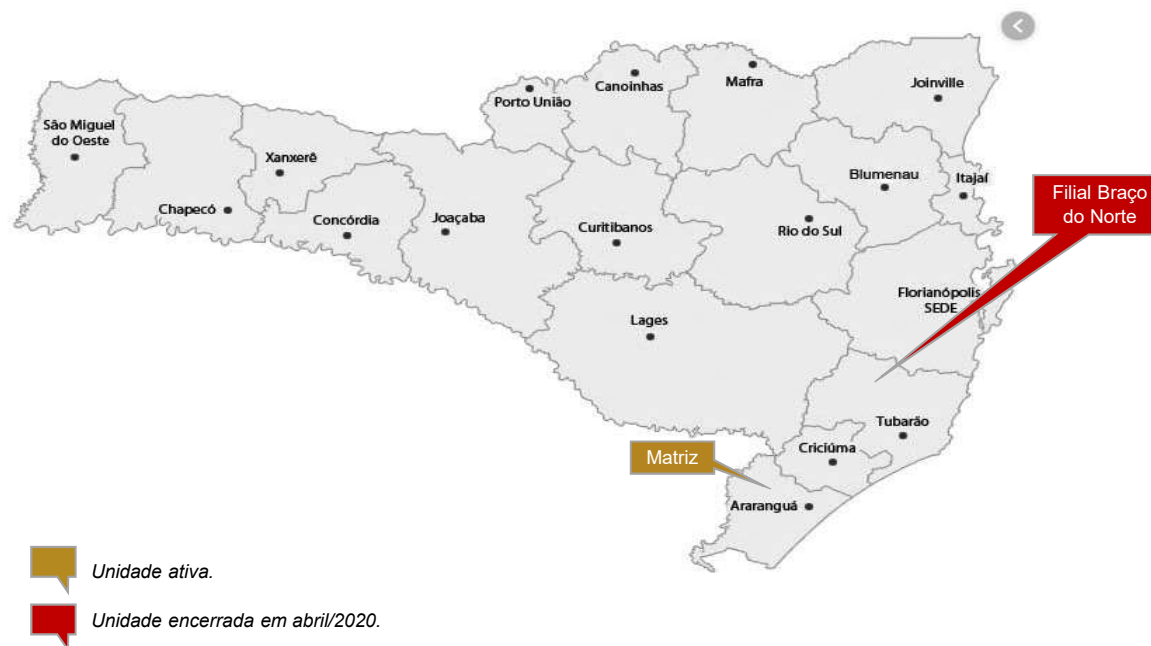 Porto União
Canoinhas
Mafra
Joinville
São Miguel
do Oeste
Xanxerê
Chapecó
Concórdia
Joaçaba
Curitibanos
Rio do Sul
Blumenau
Itajaí
Filial Braço
do Norte
Florianópolis
SEDE
Lages
Tubarão
Criciúma
Matriz
Araranguá
Unidade ativa.
Unidade encerrada em abril/2020.